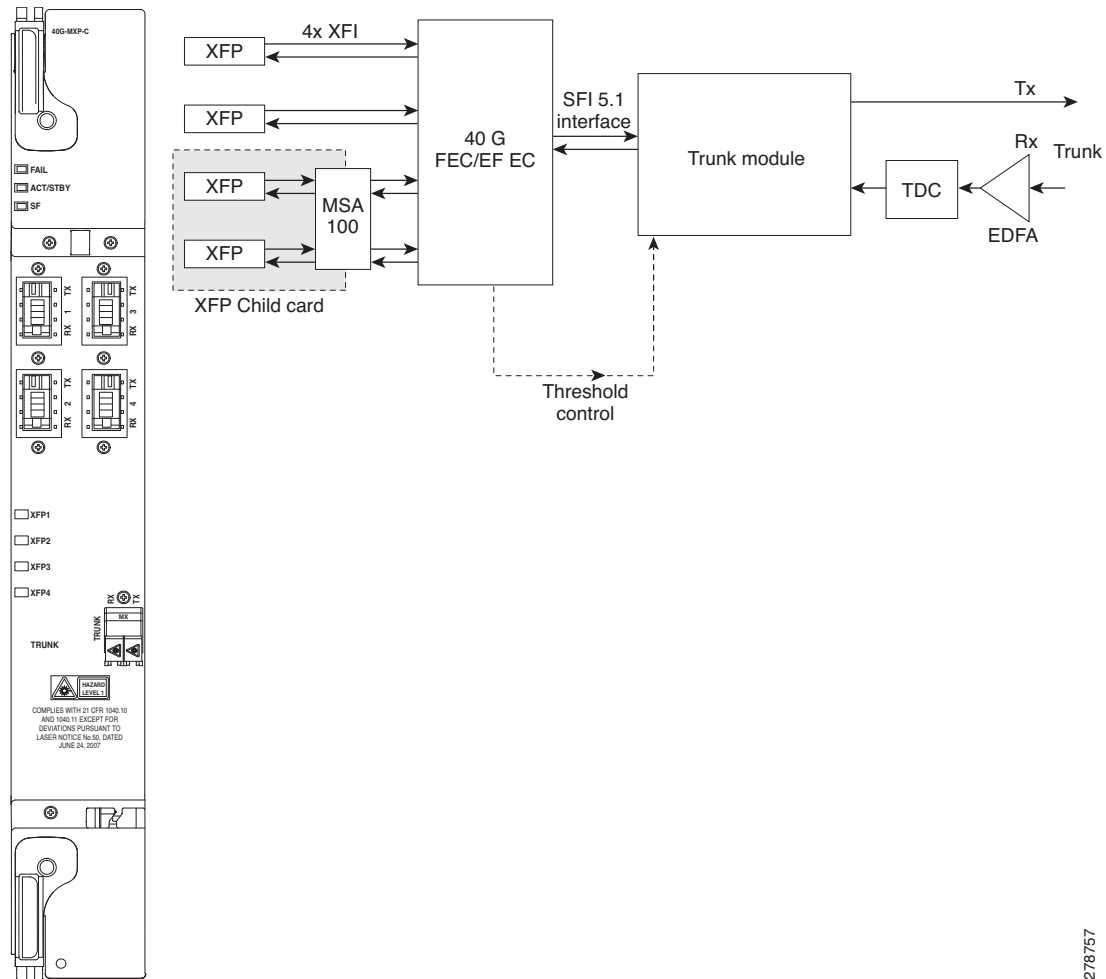 40G-MXP-C
FAIL
ACT/STBY
SF
TX
1
RX
TX
3
RX
TX
2
RX
TX
4
RX
XFP1
XFP2
XFP3
XFP4
RX
TX
TRUNK
MX
TRUNK
HAZARD
LEVEL 1
COMPLIES WITH 21 CFR 1040.10
AND 1040.11 EXCEPT FOR
DEVIATIONS PURSUANT TO
LASER NOTICE No.50, DATED
JUNE 24, 2007
XFP
4x XFI
XFP
XFP
XFP
MSA
100
XFP Child card
40 G
FEC/EF EC
SFI 5.1
interface
Trunk module
Tx
Rx
Trunk
TDC
EDFA
Threshold
control
278757